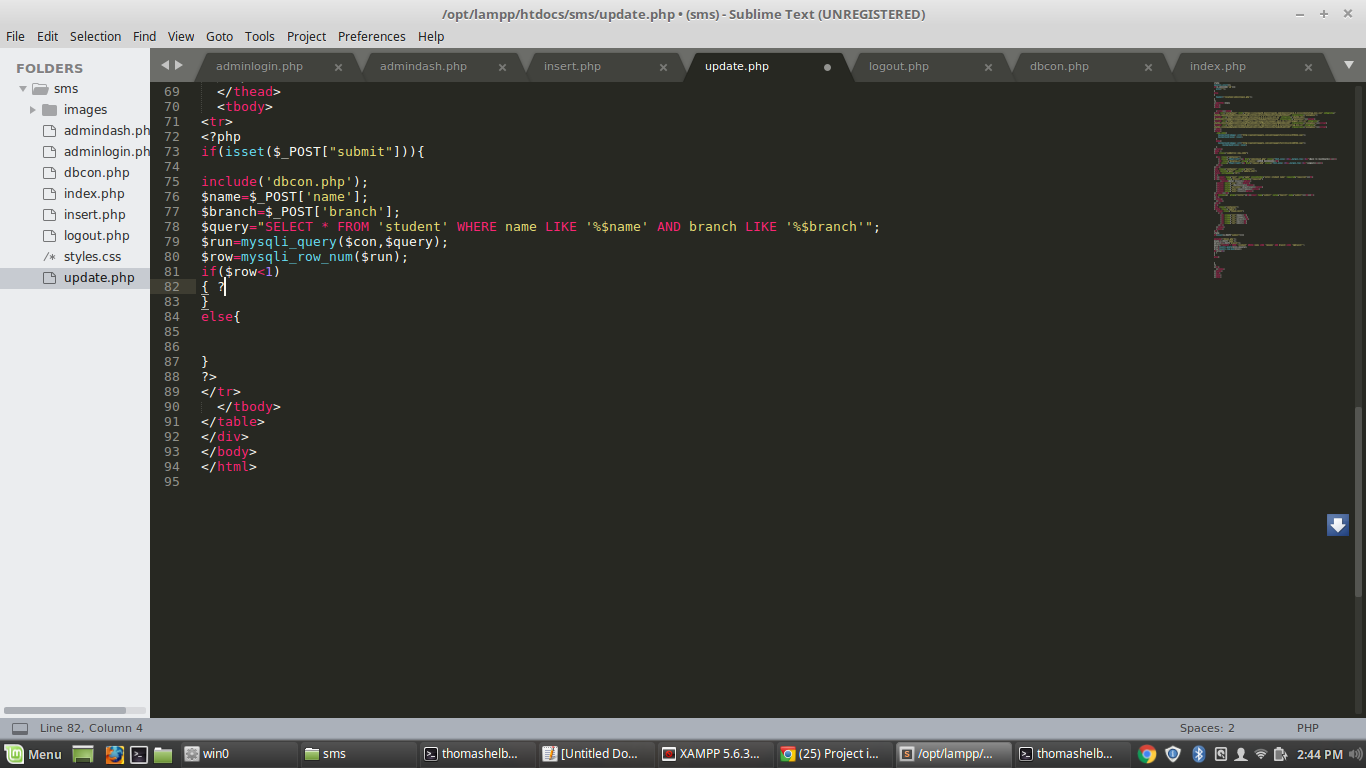 /opt/lampp/htdocs/sms/update.php • (sms) - Sublime Text (UNREGISTERED)
File Edit Selection Find View Goto Tools Project Preferences Help
FOLDERS
sms
images
admindash.ph
adminlogin.ph
dbcon.php
index.php
insert.php
logout.php
/* styles.css
update.php
adminlogin.php admindash.php insert.php update.php logout.php dbcon.php index.php
69 </thead>
70 <tbody>
71 <tr>
72 <?php
73 if(isset($_POST["submit"])){
74
75 include('dbcon.php');
76 $name=$_POST['name'];
77 $branch=$_POST['branch'];
78 $query="SELECT * FROM 'student' WHERE name LIKE '%$name' AND branch LIKE '%$branch'";
79 $run=mysqli_query($con,$query);
80 $row=mysqli_row_num($run);
81 if($row<1)
82 { ?
83 }
84 else{
85
86
87 }
88 ?>
89 </tr>
90 </tbody>
91 </table>
92 </div>
93 </body>
94 </html>
95
Line 82, Column 4 Spaces: 2 PHP
Menu win0 sms thomashelb... [Untitled Do... XAMPP 5.6.3... (25) Project i... /opt/lampp/... thomashelb... 2:44 PM